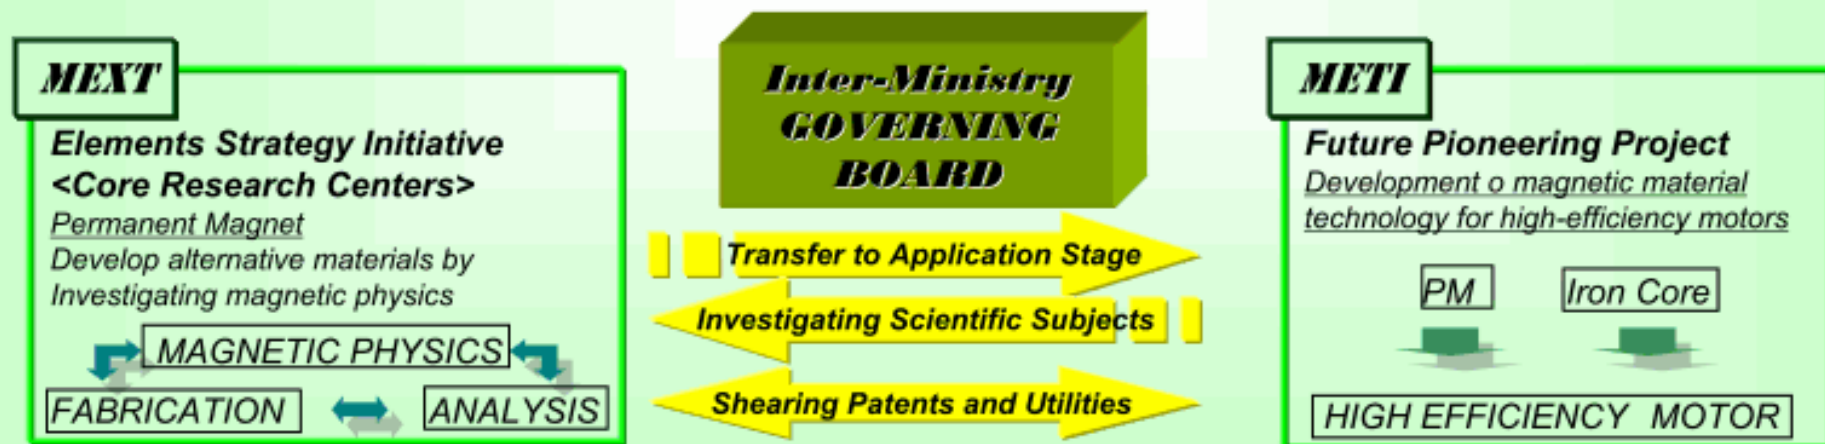 MEXT
Elements Strategy Initiative
<Core Research Centers>
Permanent Magnet
Develop alternative materials by
Investigating magnetic physics
MAGNETIC PHYSICS
FABRICATION
ANALYSIS
Inter-Ministry
GOVERNING
BOARD
Transfer to Application Stage
Investigating Scientific Subjects
Shearing Patents and Utilities
METI
Future Pioneering Project
Development o magnetic material
technology for high-efficiency motors
PM
Iron Core
HIGH EFFICIENCY MOTOR